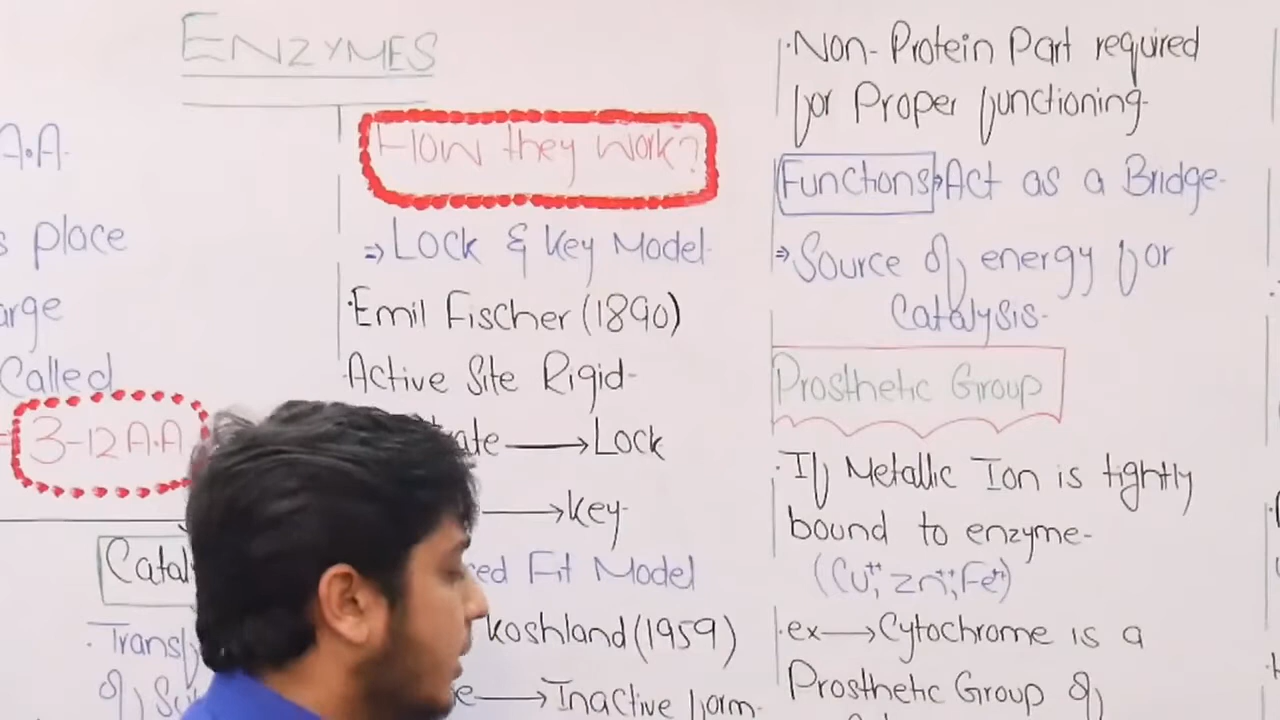 ENZYMES
A.A
place
Called
3-12 A.A
How they work?
⇒ Lock & Key Model
·Emil Fischer (1890)
·Active Site Rigid-
→ Lock
→ Key
Fit Model
Koshland (1959)
→ Inactive form-
·Non-Protein Part required
for Proper functioning-
Functions → Act as a Bridge-
⇒ Source of energy for
Catalysis-
Prosthetic Group
·If Metallic Ion is tightly
bound to enzyme-
(Cu⁺⁺, Zn⁺⁺, Fe⁺⁺)
·ex → Cytochrome is a
Prosthetic Group of